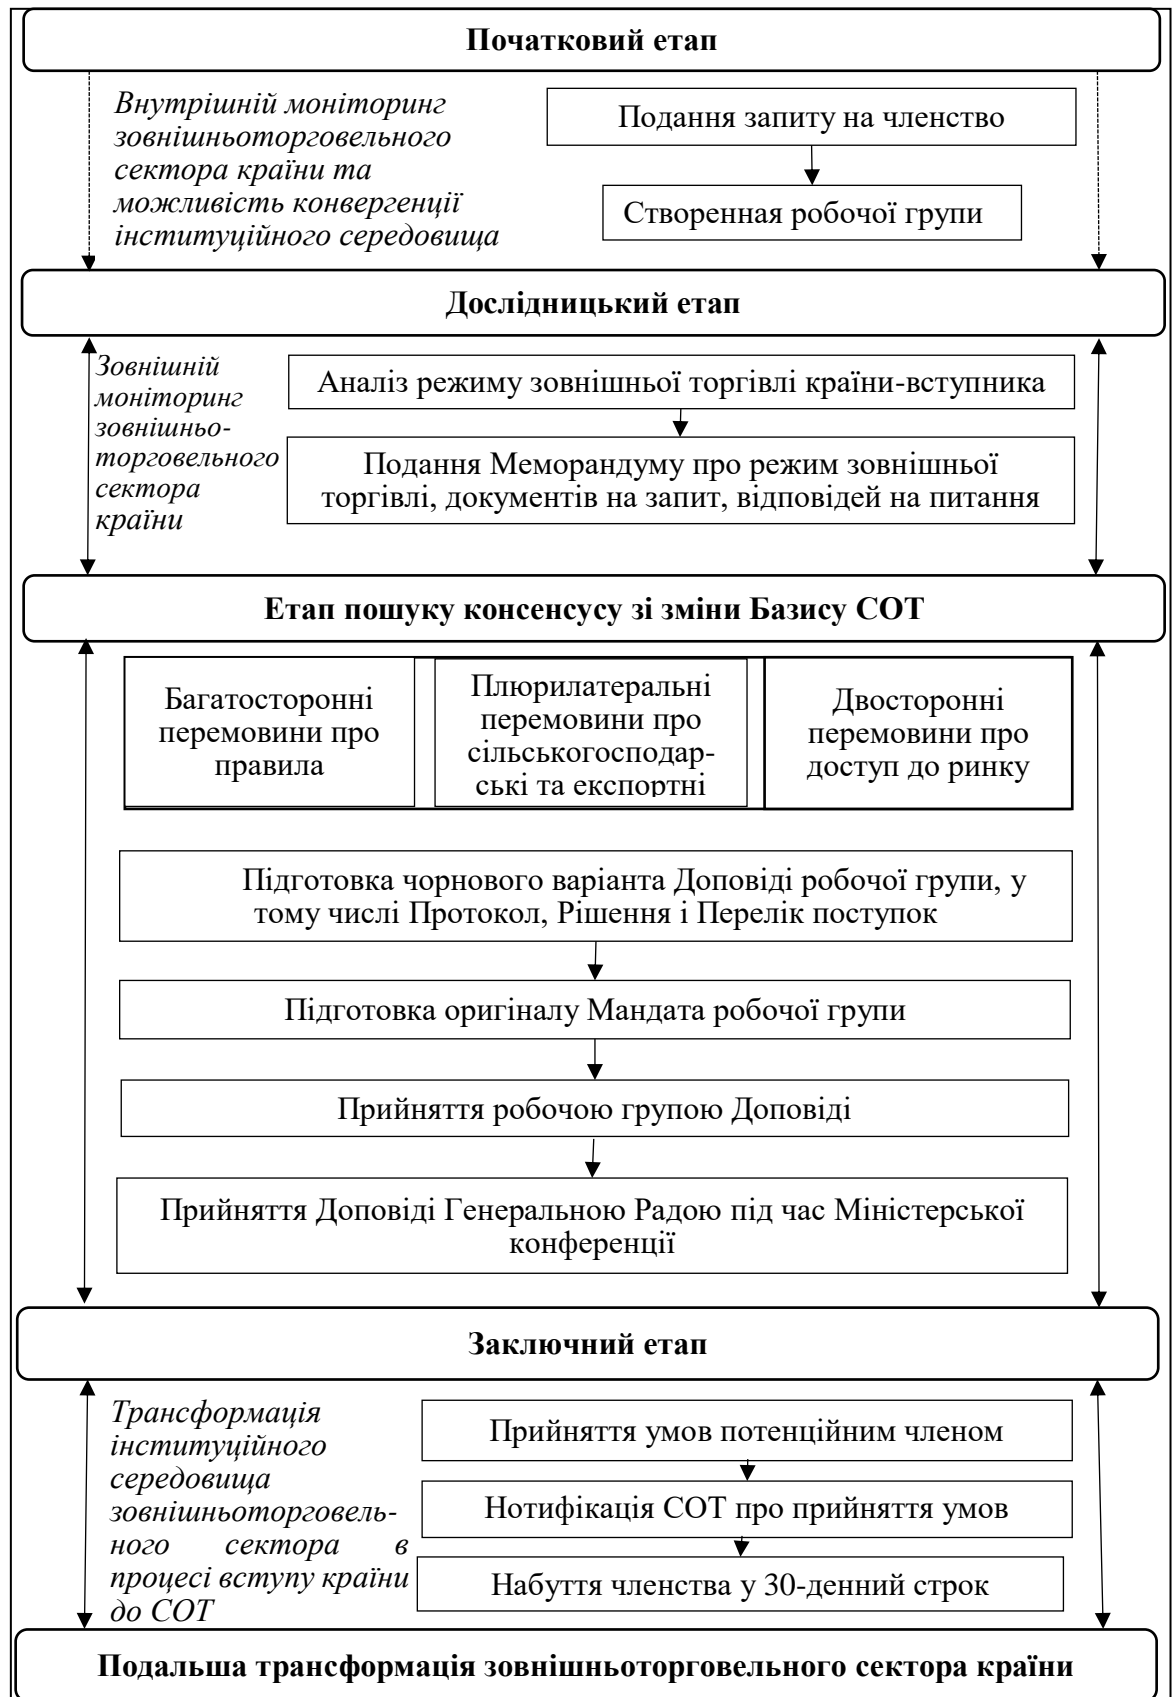 Початковий етап
Внутрішній моніторинг
зовнішньоторговельного
сектора країни та
можливість конвергенції
інституційного середовища
Подання запиту на членство
Створенная робочої групи
Дослідницький етап
Зовнішній
моніторинг
зовнішньо-
торговельного
сектора
країни
Аналіз режиму зовнішньої торгівлі країни-вступника
Подання Меморандуму про режим зовнішньої
торгівлі, документів на запит, відповідей на питання
Етап пошуку консенсусу зі зміни Базису СОТ
Багатосторонні
перемовини про
правила
Плюрилатеральні
перемовини про
сільськогосподар-
ські та експортні
Двосторонні
перемовини про
доступ до ринку
Підготовка чорнового варіанта Доповіді робочої групи, у
тому числі Протокол, Рішення і Перелік поступок
Підготовка оригіналу Мандата робочої групи
Прийняття робочою групою Доповіді
Прийняття Доповіді Генеральною Радою під час Міністерської
конференції
Заключний етап
Трансформація
інституційного
середовища
зовнішньоторговель-
ного сектора в
процесі вступу країни
до СОТ
Прийняття умов потенційним членом
Нотифікація СОТ про прийняття умов
Набуття членства у 30-денний строк
Подальша трансформація зовнішньоторговельного сектора країни